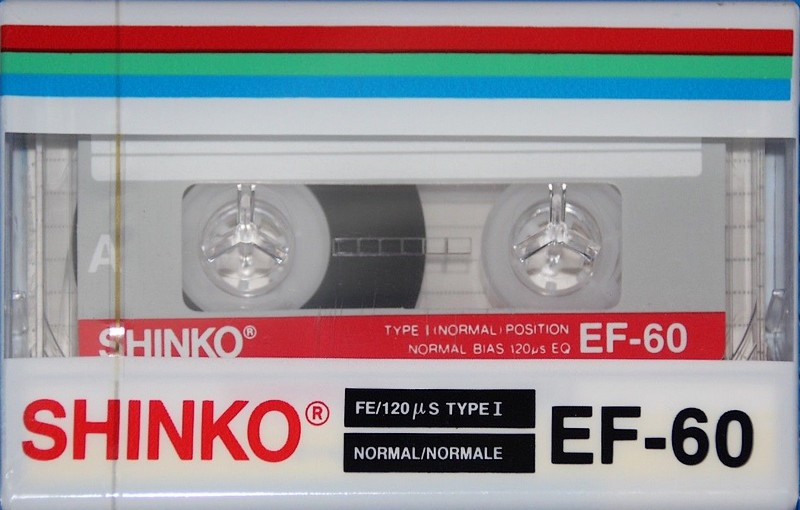 A
SHINKO®
TYPE I (NORMAL) POSITION
NORMAL BIAS 120μs EQ
EF-60
SHINKO®
FE/120μS TYPE I
NORMAL/NORMALE
EF-60